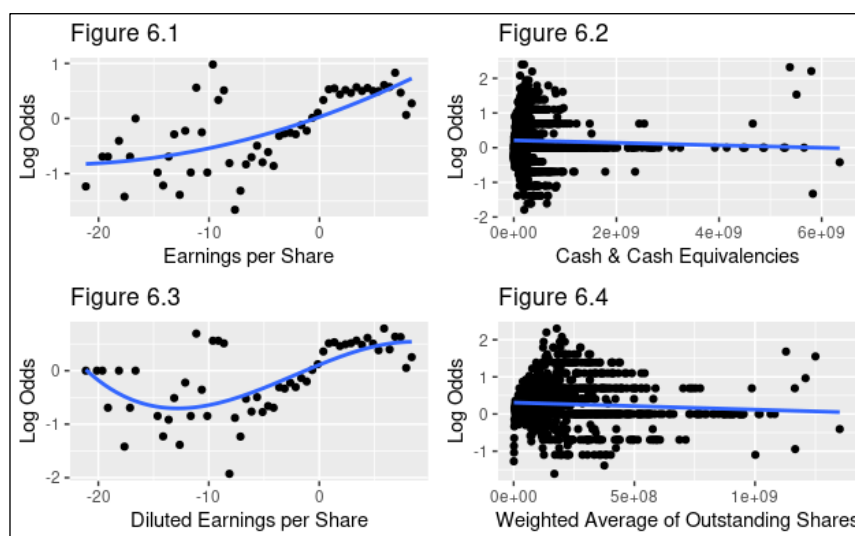 Figure 6.1
Log Odds
1
0
-1
-20
-10
0
Earnings per Share
Figure 6.2
Log Odds
2
1
0
-1
-2
0e+00
2e+09
4e+09
6e+09
Cash & Cash Equivalencies
Figure 6.3
Log Odds
0
-1
-2
-20
-10
0
Diluted Earnings per Share
Figure 6.4
Log Odds
2
1
0
-1
0e+00
5e+08
1e+09
Weighted Average of Outstanding Shares